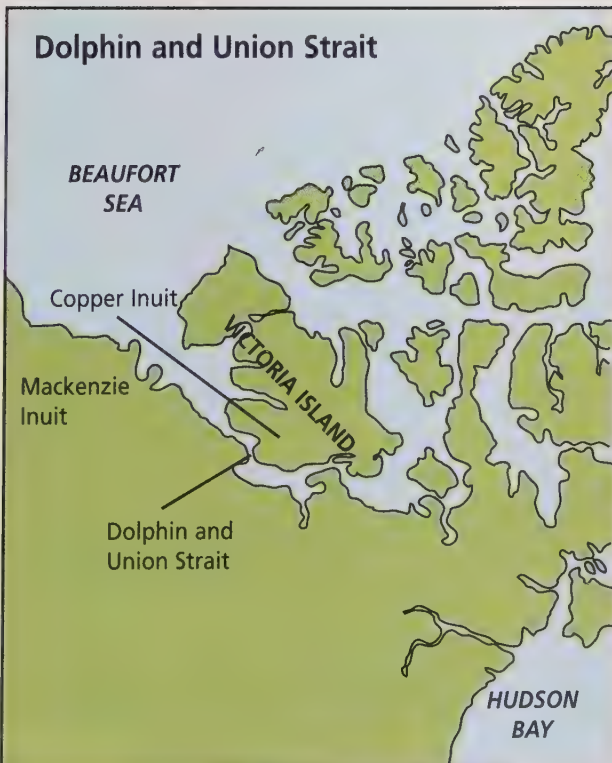 Dolphin and Union Strait
BEAUFORT
SEA
Copper Inuit
VICTORIA ISLAND
Mackenzie
Inuit
Dolphin and
Union Strait
HUDSON
BAY